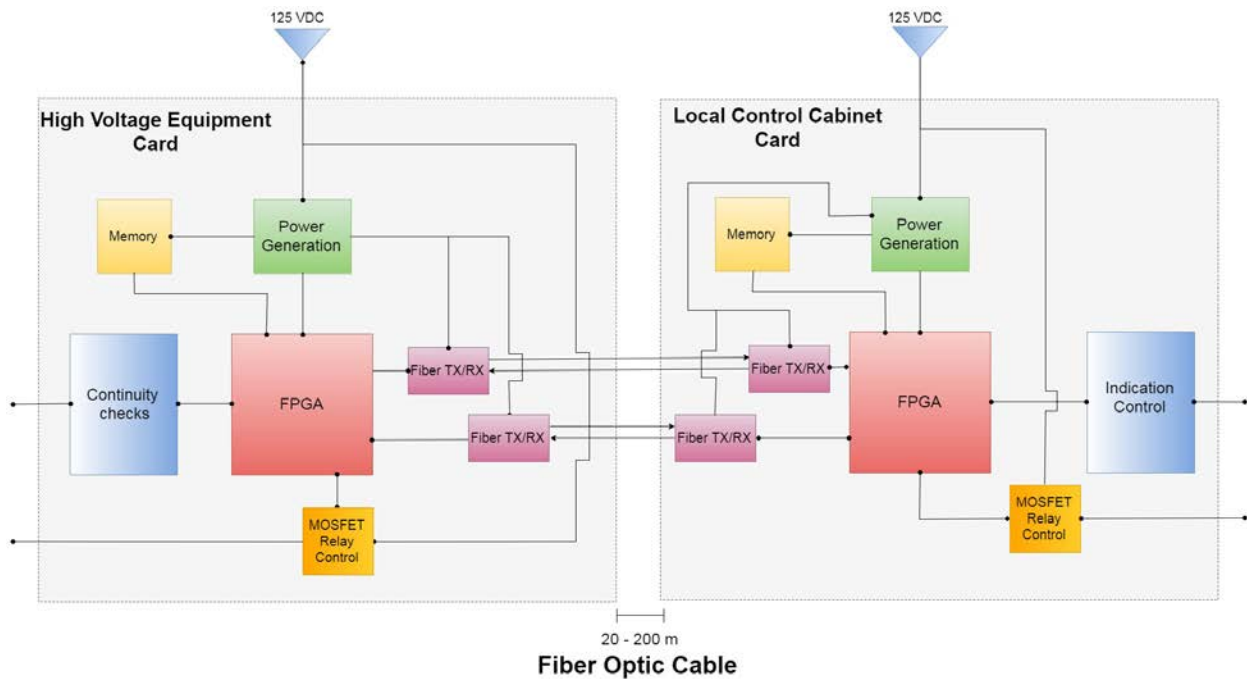 125 VDC
125 VDC
High Voltage Equipment
Card
Local Control Cabinet
Card
Memory
Power
Generation
Memory
Power
Generation
Continuity
checks
FPGA
Fiber TX/RX
Fiber TX/RX
Fiber TX/RX
Fiber TX/RX
FPGA
Indication
Control
MOSFET
Relay
Control
MOSFET
Relay
Control
20 - 200 m
Fiber Optic Cable